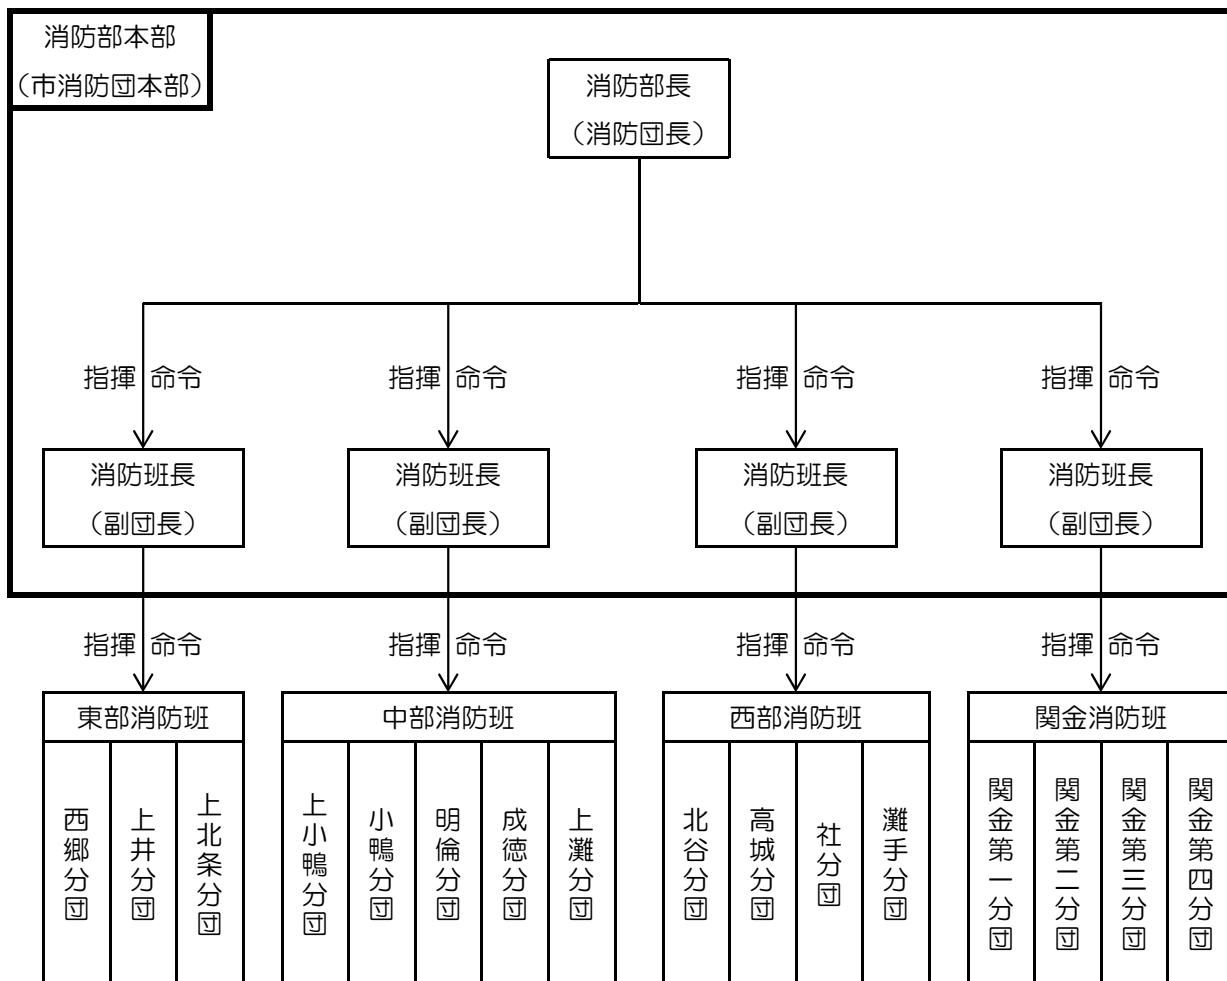 消防部本部
（市消防団本部）
消防部長
（消防団長）
指揮 命令
指揮 命令
指揮 命令
指揮 命令
消防班長
（副団長）
消防班長
（副団長）
消防班長
（副団長）
消防班長
（副団長）
指揮 命令
指揮 命令
指揮 命令
指揮 命令
東部消防班
西郷分団
上井分団
上北条分団
中部消防班
上小鴨分団
小鴨分団
明倫分団
成徳分団
上灘分団
西部消防班
北谷分団
高城分団
社分団
灘手分団
関金消防班
関金第一分団
関金第二分団
関金第三分団
関金第四分団